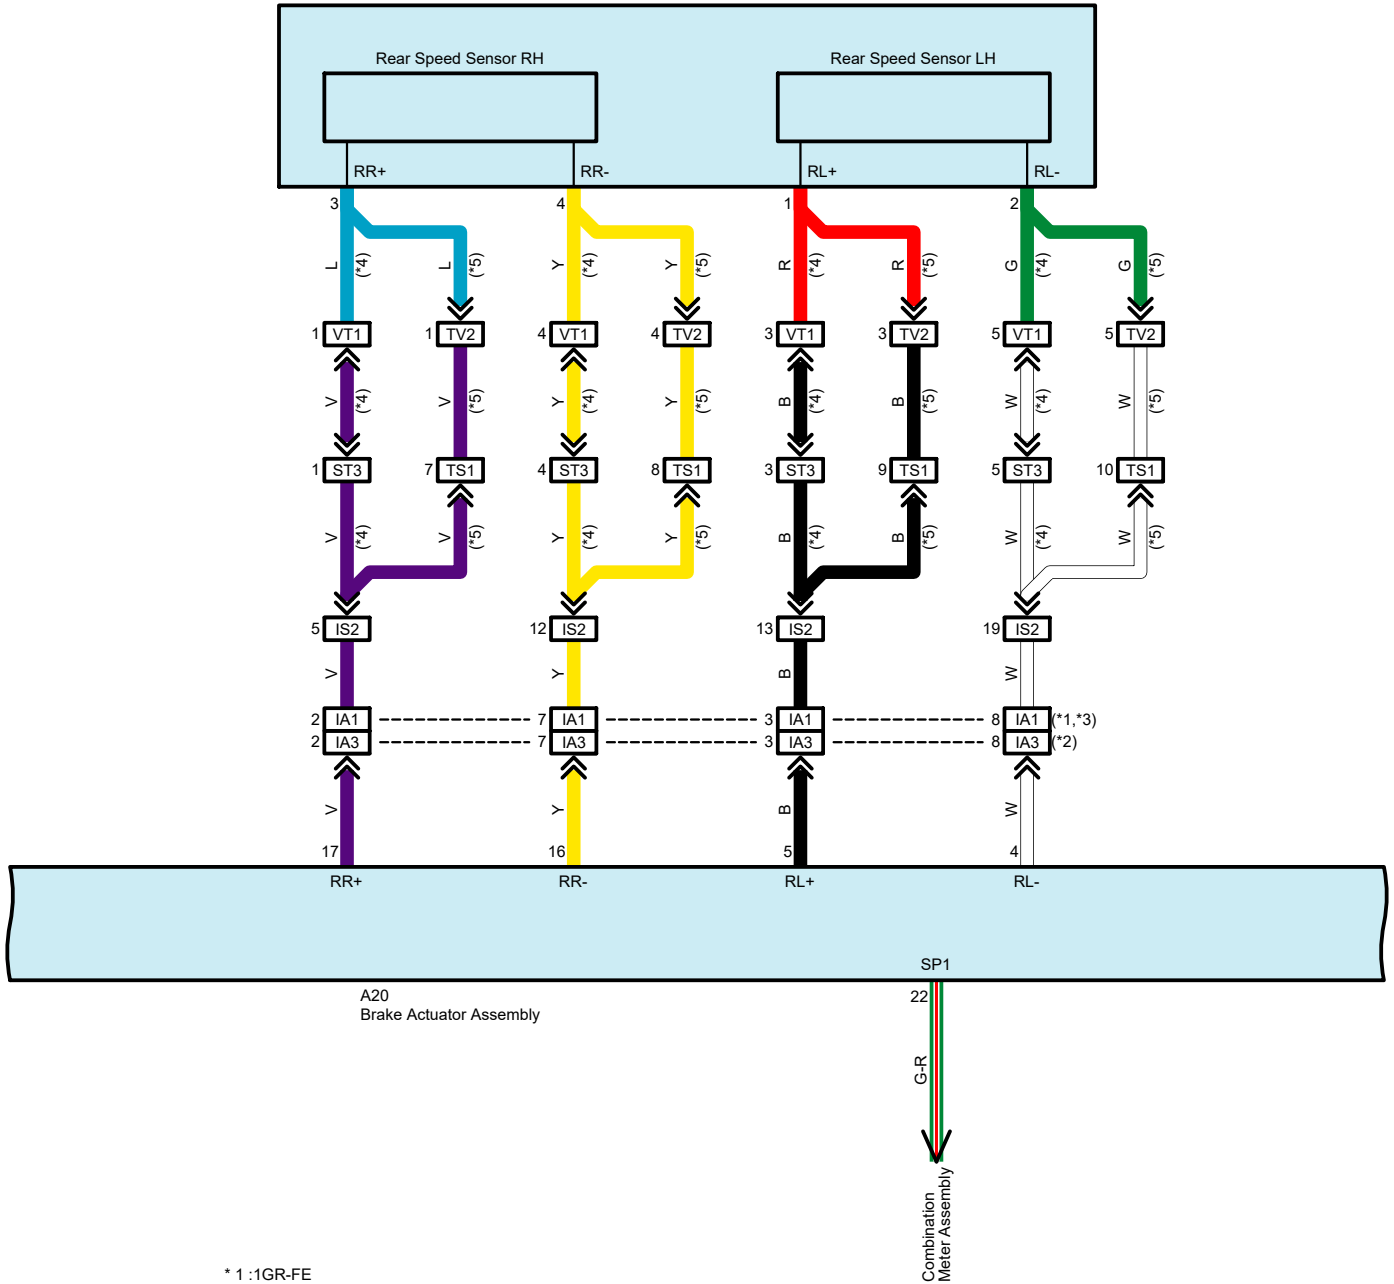 Rear Speed Sensor RH Rear Speed Sensor LH
RR+ RR- RL+ RL-
3 4 1 2
L (*4) L (*5) Y (*4) Y (*5) R (*4) R (*5) G (*4) G (*5)
1 VT1 1 TV2 4 VT1 4 TV2 3 VT1 3 TV2 5 VT1 5 TV2
V (*4) V (*5) Y (*4) Y (*5) B (*4) B (*5) W (*4) W (*5)
1 ST3 7 TS1 4 ST3 8 TS1 3 ST3 9 TS1 5 ST3 10 TS1
V (*4) V (*5) Y (*4) Y (*5) B (*4) B (*5) W (*4) W (*5)
5 IS2 12 IS2 13 IS2 19 IS2
V Y B W
2 IA1 7 IA1 3 IA1 8 IA1 (*1,*3)
2 IA3 7 IA3 3 IA3 8 IA3 (*2)
V Y B W
17 16 5 4
RR+ RR- RL+ RL-
SP1
A20 22
Brake Actuator Assembly
G-R
Combination
Meter Assembly
* 1 :1GR-FE